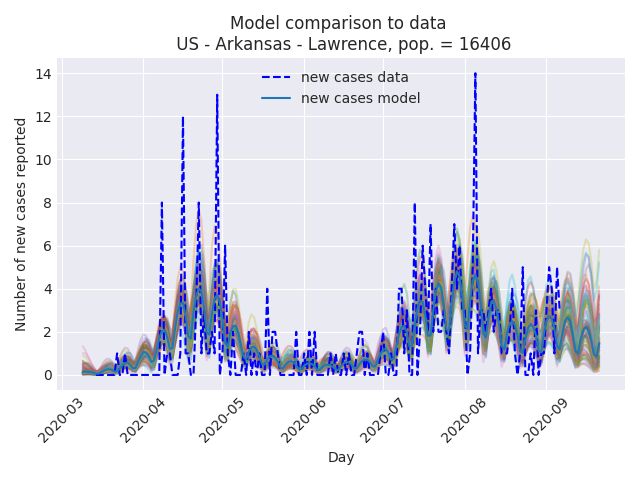 Model comparison to data
US - Arkansas - Lawrence, pop. = 16406
new cases data
new cases model
Number of new cases reported
14
12
10
8
6
4
2
0
2020-03
2020-04
2020-05
2020-06
2020-07
2020-08
2020-09
Day